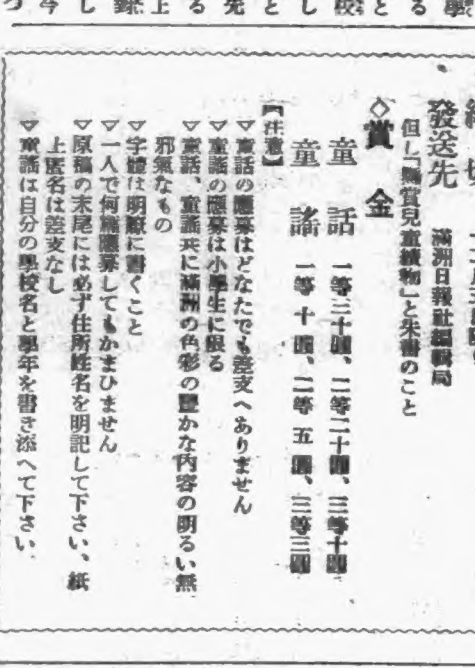 發送先　滿洲日報社編輯局
但し「懸賞兒童讀物」と朱書のこと
◇賞金
童話　一等三十圓、二等二十圓、三等十圓
童謠　一等十圓、二等五圓、三等三圓
【注意】
▽童話の應募はどなたでも差支へありません
▽童謠の應募は小學生に限る
▽童話、童謠共に滿洲の色彩の豐かな内容の明るい無
邪氣なもの
▽字體は明瞭に書くこと
▽一人で何篇應募してもかまひません
▽原稿の末尾には必ず住所姓名を明記して下さい、紙
上匿名は差支なし
▽童謠は自分の學校名と學年を書き添へて下さい